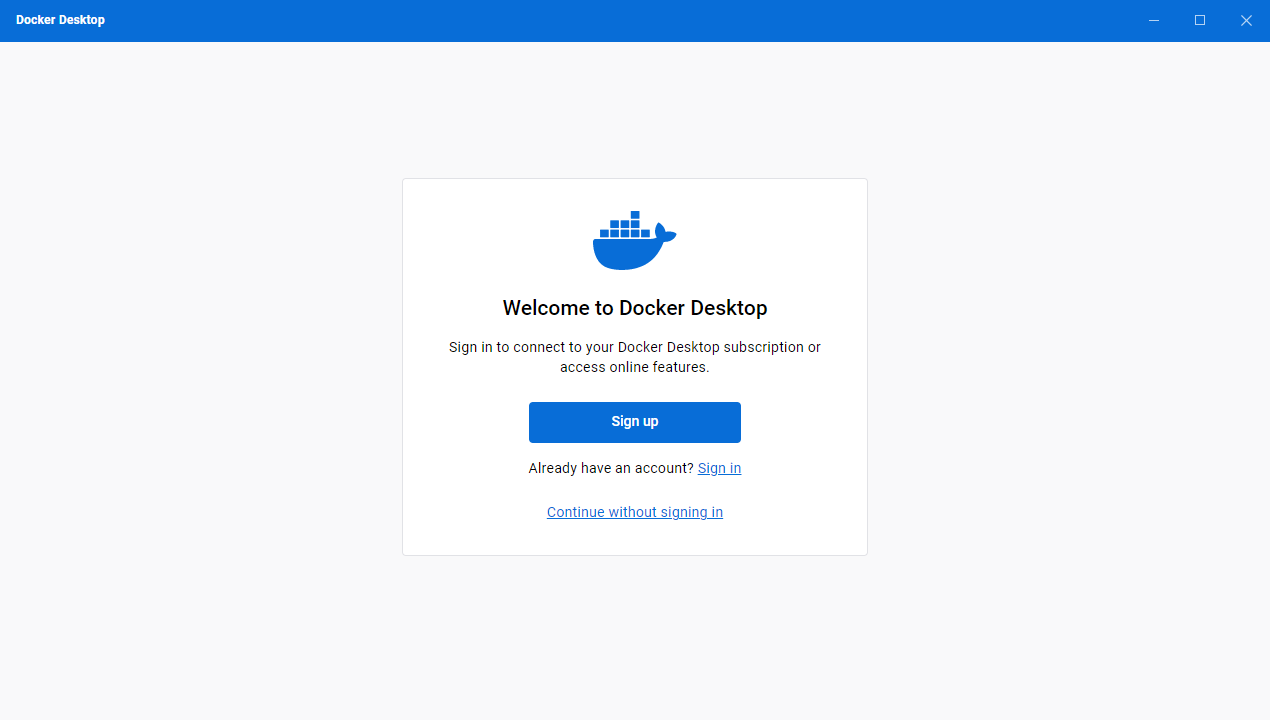 Docker Desktop
Welcome to Docker Desktop
Sign in to connect to your Docker Desktop subscription or
access online features.
Sign up
Already have an account? Sign in
Continue without signing in